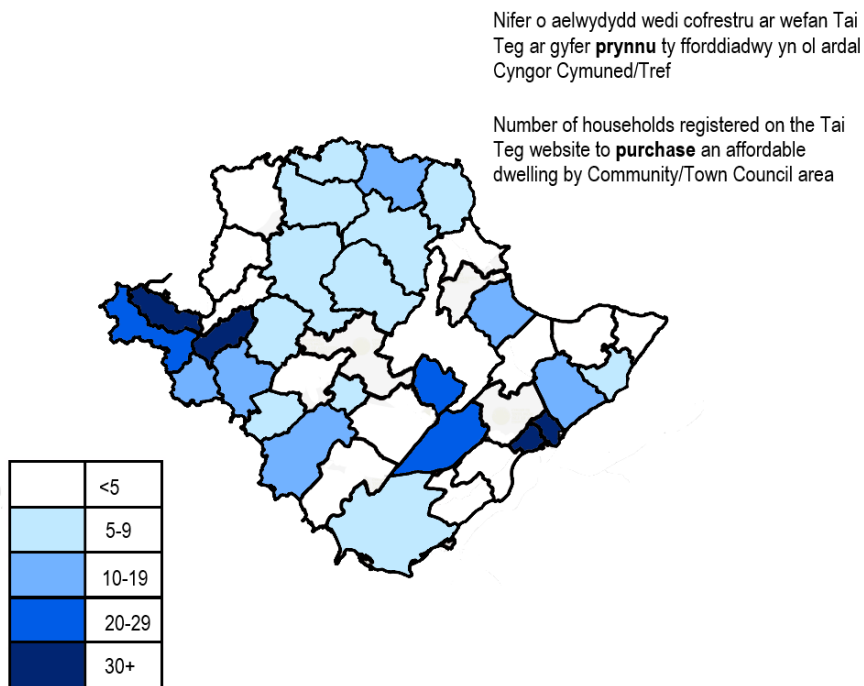 Nifer o aelwydydd wedi cofrestru ar wefan Tai
Teg ar gyfer prynnu ty fforddiadwy yn ol ardal
Cyngor Cymuned/Tref
Number of households registered on the Tai
Teg website to purchase an affordable
dwelling by Community/Town Council area
<5
5-9
10-19
20-29
30+